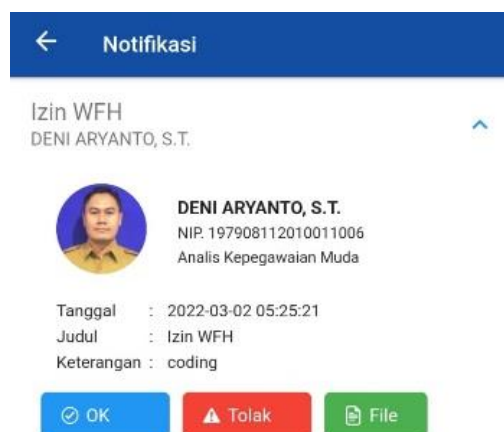 Notifikasi
Izin WFH
DENI ARYANTO, S.T.
DENI ARYANTO, S.T.
NIP. 197908112010011006
Analis Kepegawaian Muda
Tanggal : 2022-03-02 05:25:21
Judul : Izin WFH
Keterangan : coding
OK Tolak File